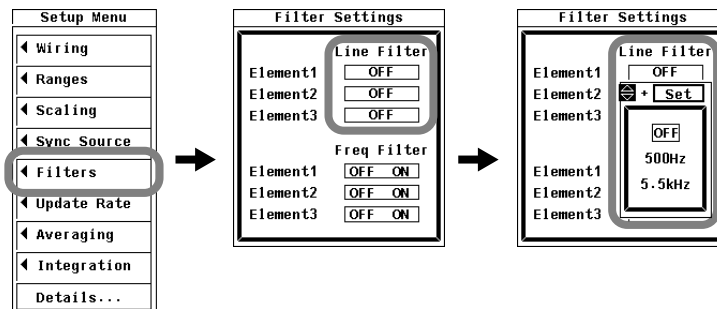 Setup Menu
Wiring
Ranges
Scaling
Sync Source
Filters
Update Rate
Averaging
Integration
Details...
Filter Settings
Line Filter
Element1 OFF
Element2 OFF
Element3 OFF
Freq Filter
Element1 OFF ON
Element2 OFF ON
Element3 OFF ON
Filter Settings
Line Filter
Element1 OFF
Element2 + Set
Element3
OFF
500Hz
Element1
5.5kHz
Element2
Element3